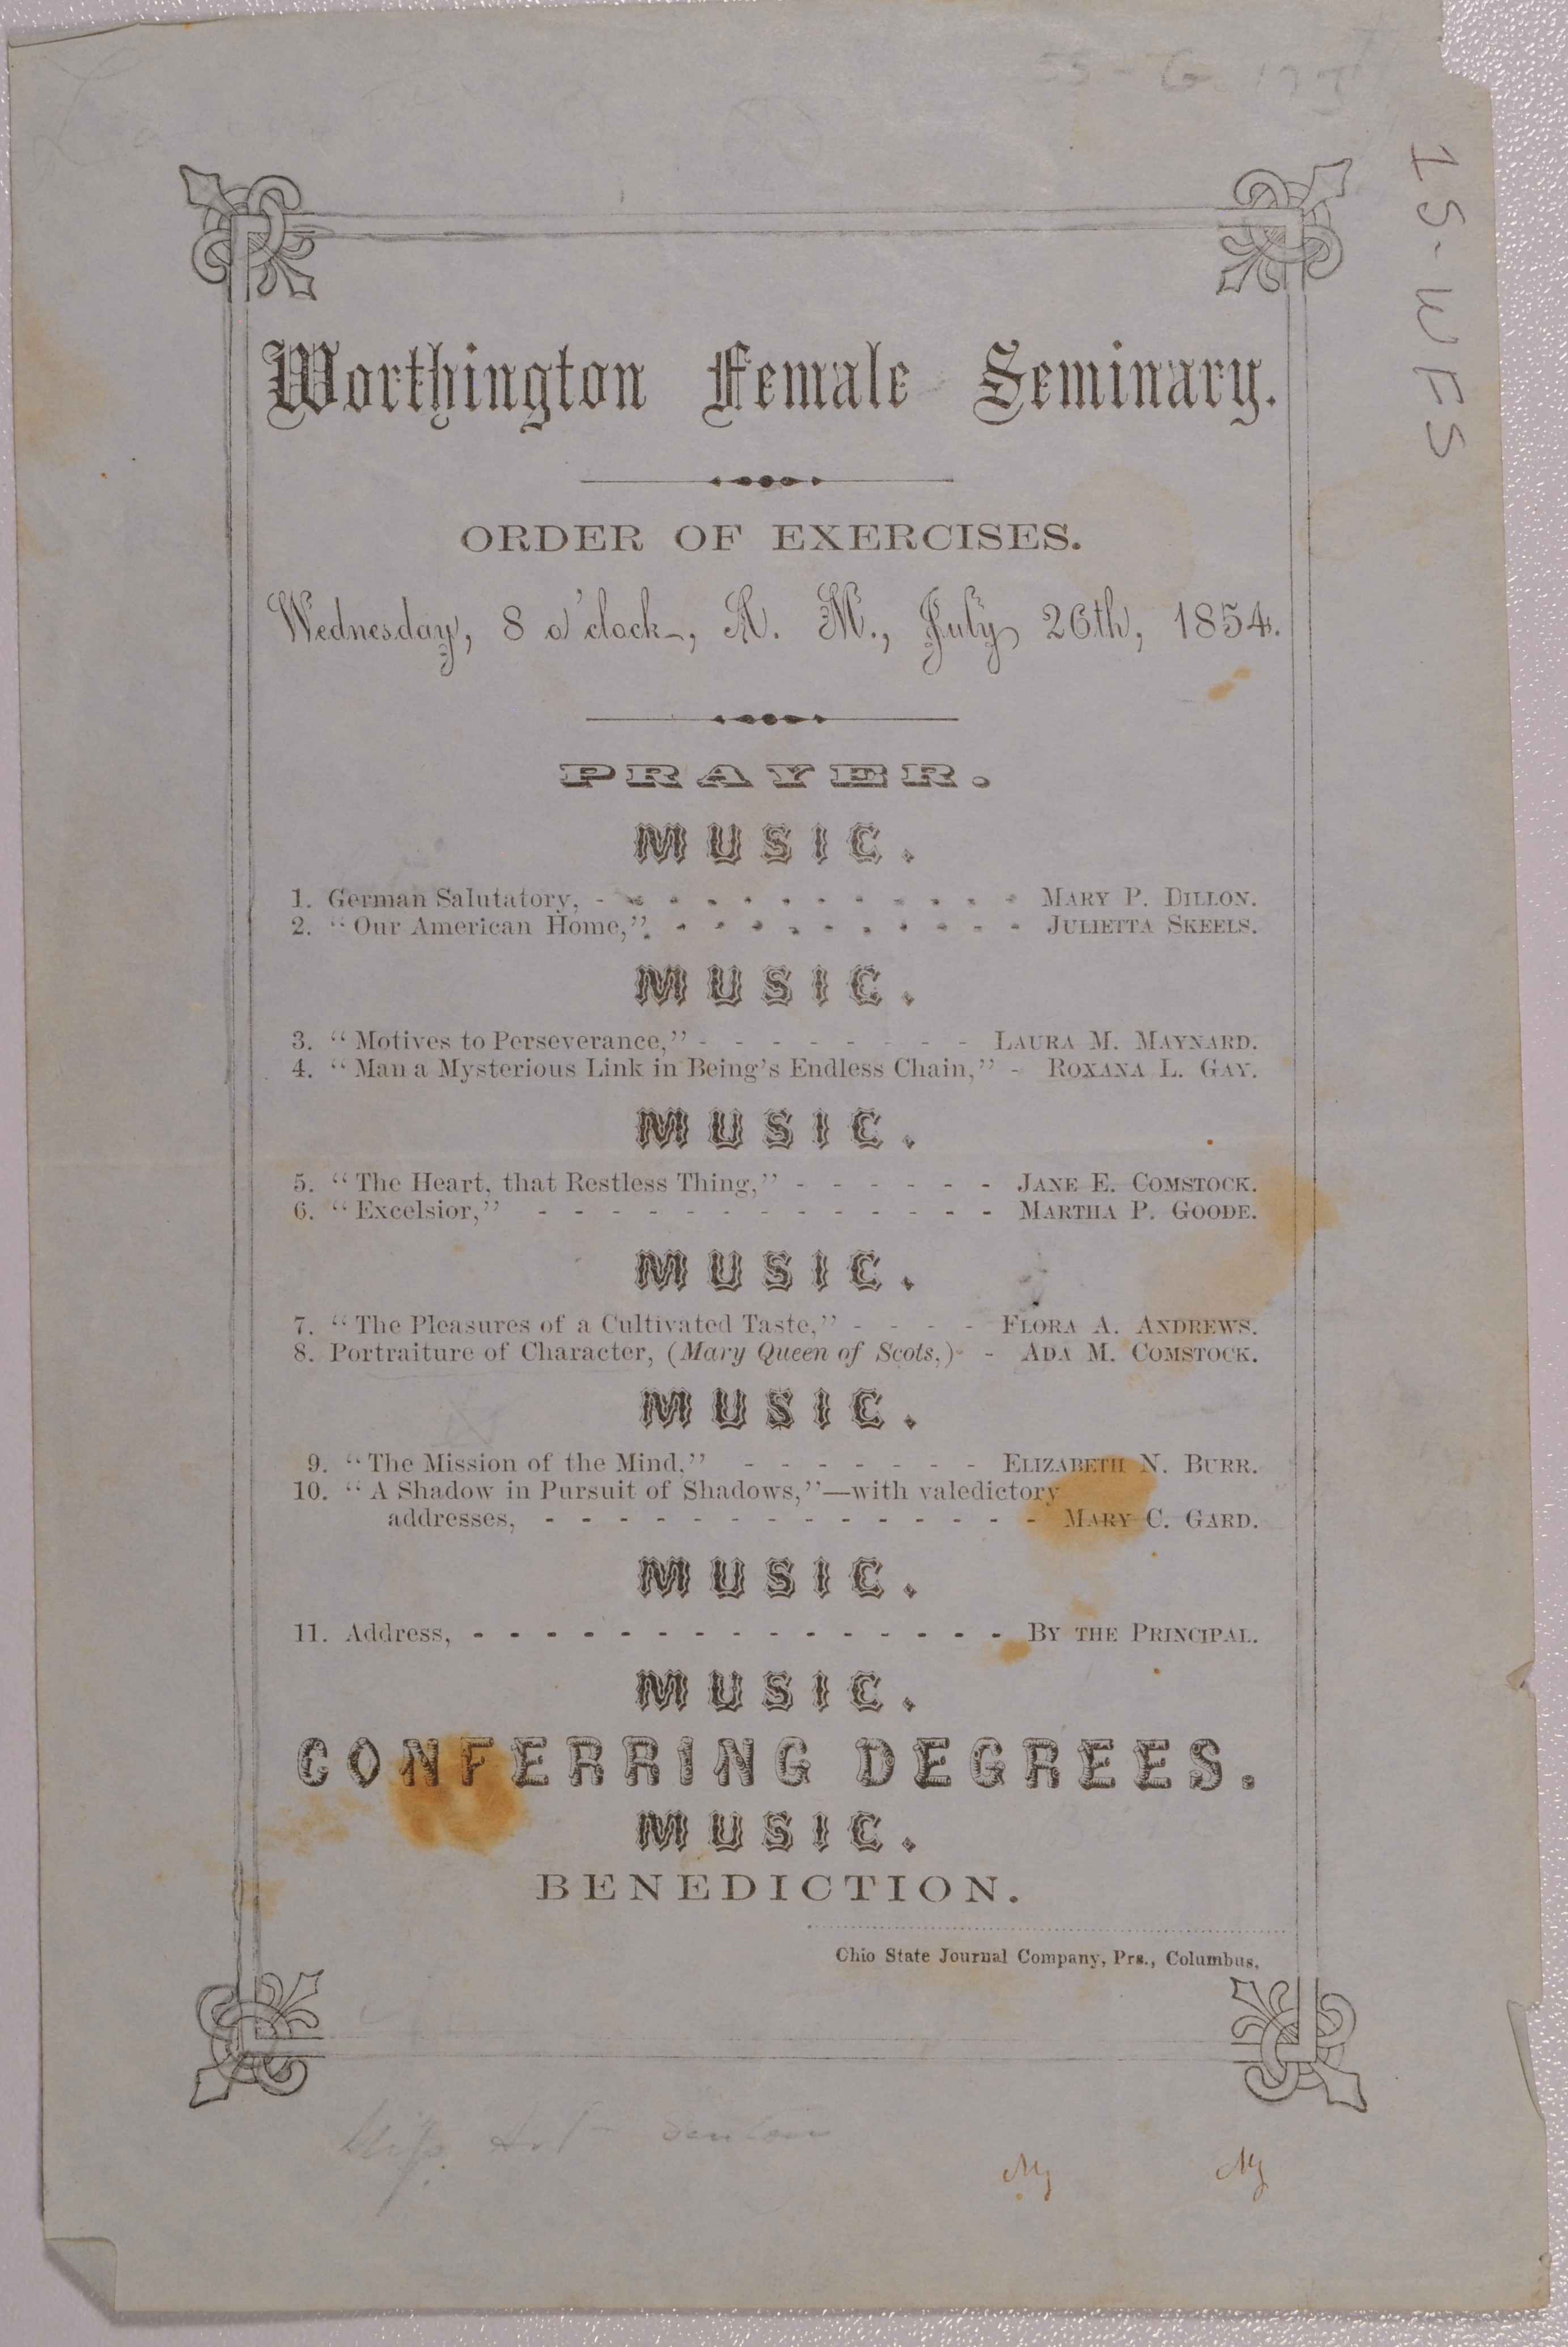 15-WFS
Worthington Female Seminary.
ORDER OF EXERCISES.
Wednesday, 8 o'clock, A. M., July 26th, 1854.
PRAYER.
MUSIC.
1. German Salutatory, - - - - - - - - - - - - MARY P. DILLON.
2. "Our American Home," - - - - - - - - - - - JULIETTA SKEELS.
MUSIC.
3. "Motives to Perseverance," - - - - - - - - LAURA M. MAYNARD.
4. "Man a Mysterious Link in Being's Endless Chain," - ROXANA L. GAY.
MUSIC.
5. "The Heart, that Restless Thing," - - - - - - JANE E. COMSTOCK.
6. "Excelsior," - - - - - - - - - - - - - MARTHA P. GOODE.
MUSIC.
7. "The Pleasures of a Cultivated Taste," - - - - FLORA A. ANDREWS.
8. Portraiture of Character, (Mary Queen of Scots,) - - ADA M. COMSTOCK.
MUSIC.
9. "The Mission of the Mind," - - - - - - - ELIZABETH N. BURR.
10. "A Shadow in Pursuit of Shadows,"—with valedictory
addresses, - - - - - - - - - - - - - - MARY C. GARD.
MUSIC.
11. Address, - - - - - - - - - - - - - - - BY THE PRINCIPAL.
MUSIC.
CONFERRING DEGREES.
MUSIC.
BENEDICTION.
Ohio State Journal Company, Prs., Columbus.